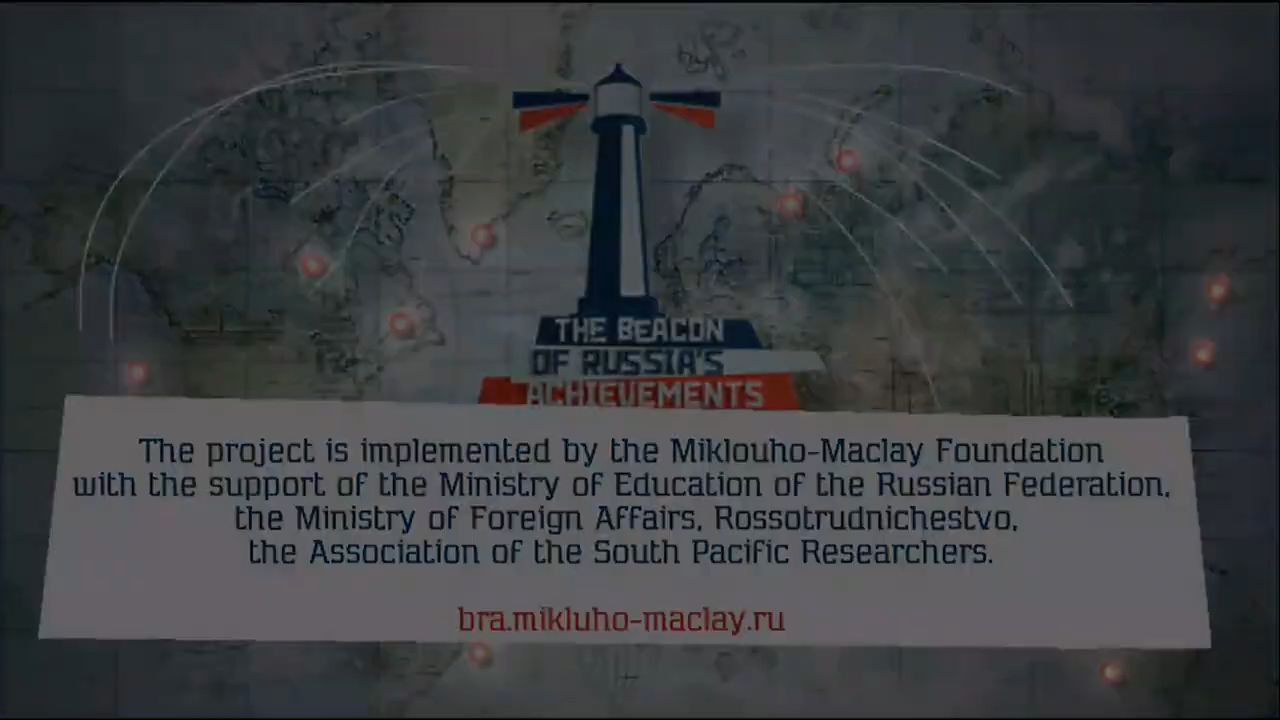 THE BEACON
OF RUSSIA'S
ACHIEVEMENTS
The project is implemented by the Miklouho-Maclay Foundation
with the support of the Ministry of Education of the Russian Federation,
the Ministry of Foreign Affairs, Rossotrudnichestvo,
the Association of the South Pacific Researchers.
bra.mikluho-maclay.ru